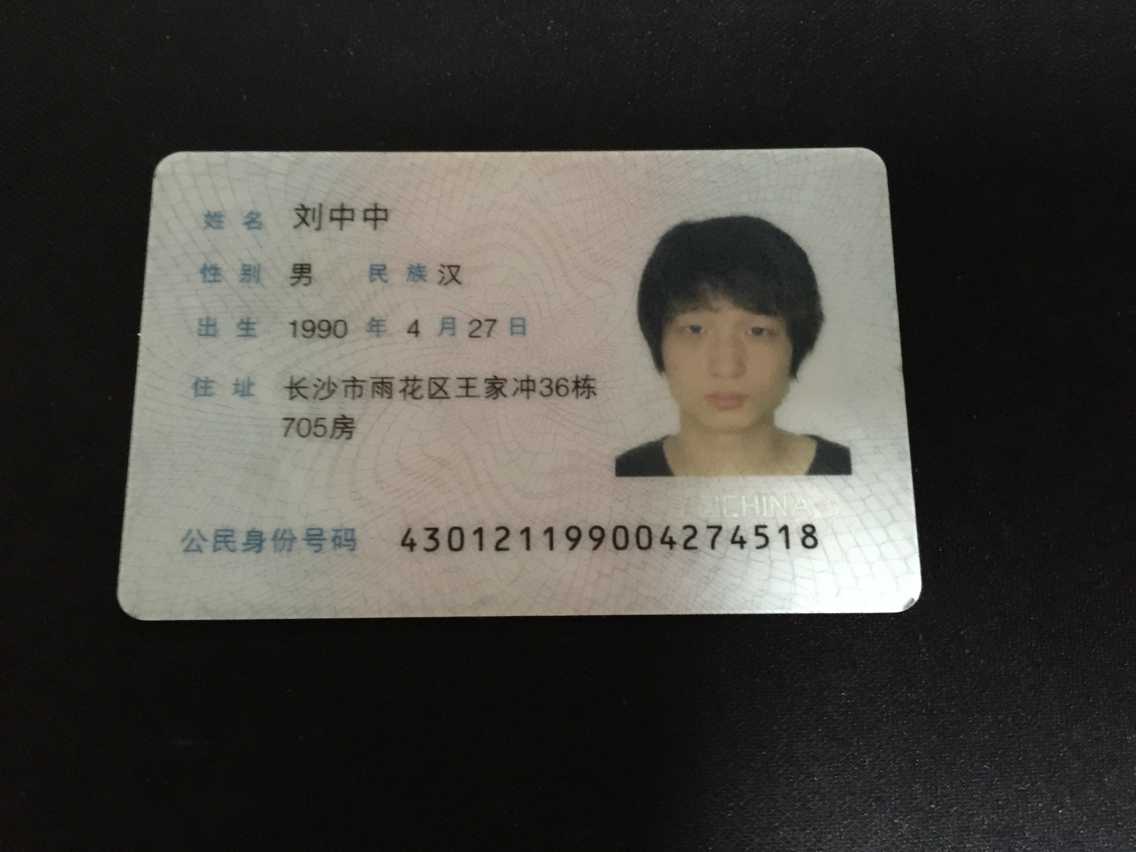 姓名 刘中中
性别 男 民族 汉
出生 1990 年 4 月 27 日
住址 长沙市雨花区王家冲36栋
705房
CHINA
公民身份号码 430121199004274518